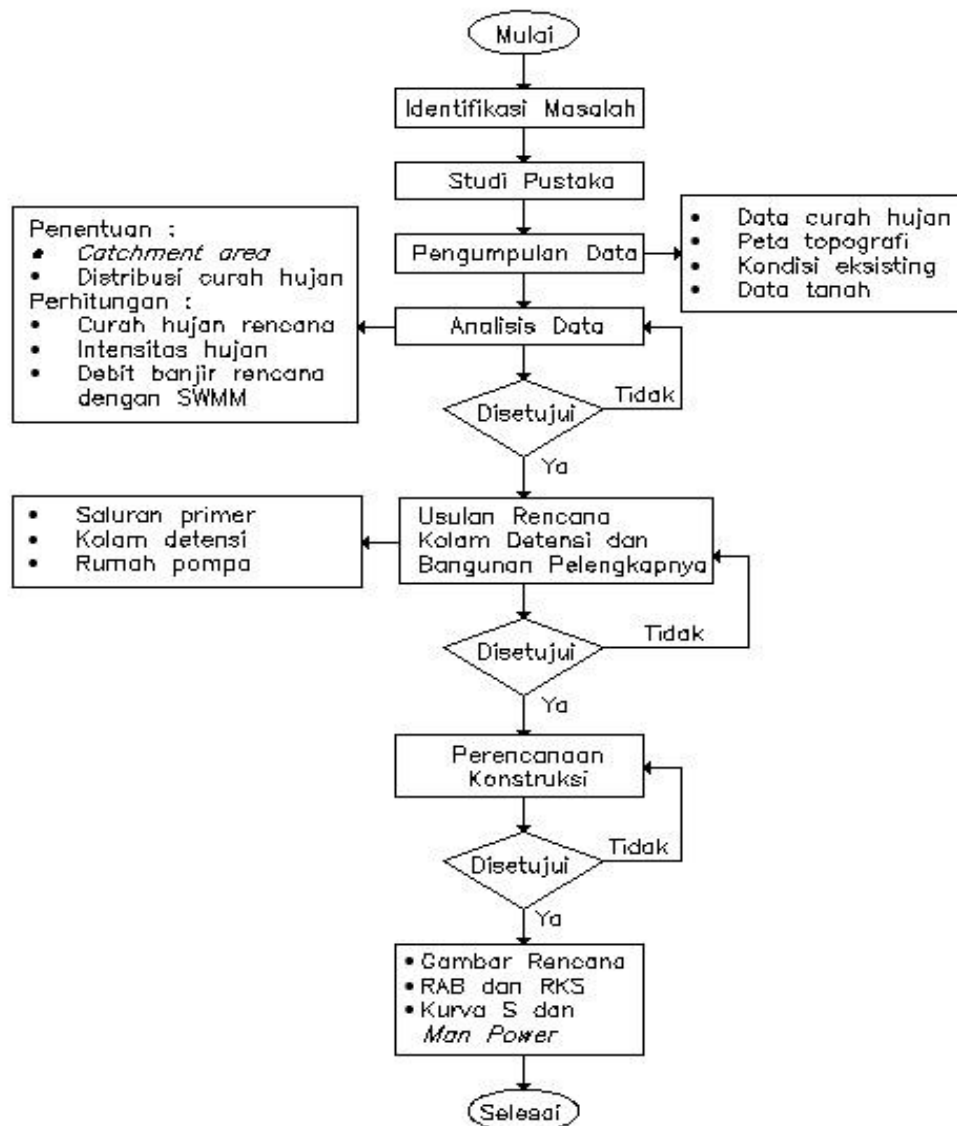 Mulai
Identifikasi Masalah
Studi Pustaka
Pengumpulan Data
• Data curah hujan
• Peta topografi
• Kondisi eksisting
• Data tanah
Penentuan :
• Catchment area
• Distribusi curah hujan
Perhitungan :
• Curah hujan rencana
• Intensitas hujan
• Debit banjir rencana
dengan SWMM
Analisis Data
Disetujui
Tidak
Ya
• Saluran primer
• Kolam detensi
• Rumah pompa
Usulan Rencana
Kolam Detensi dan
Bangunan Pelengkapnya
Disetujui
Tidak
Ya
Perencanaan
Konstruksi
Disetujui
Tidak
Ya
• Gambar Rencana
• RAB dan RKS
• Kurva S dan
Man Power
Selesai